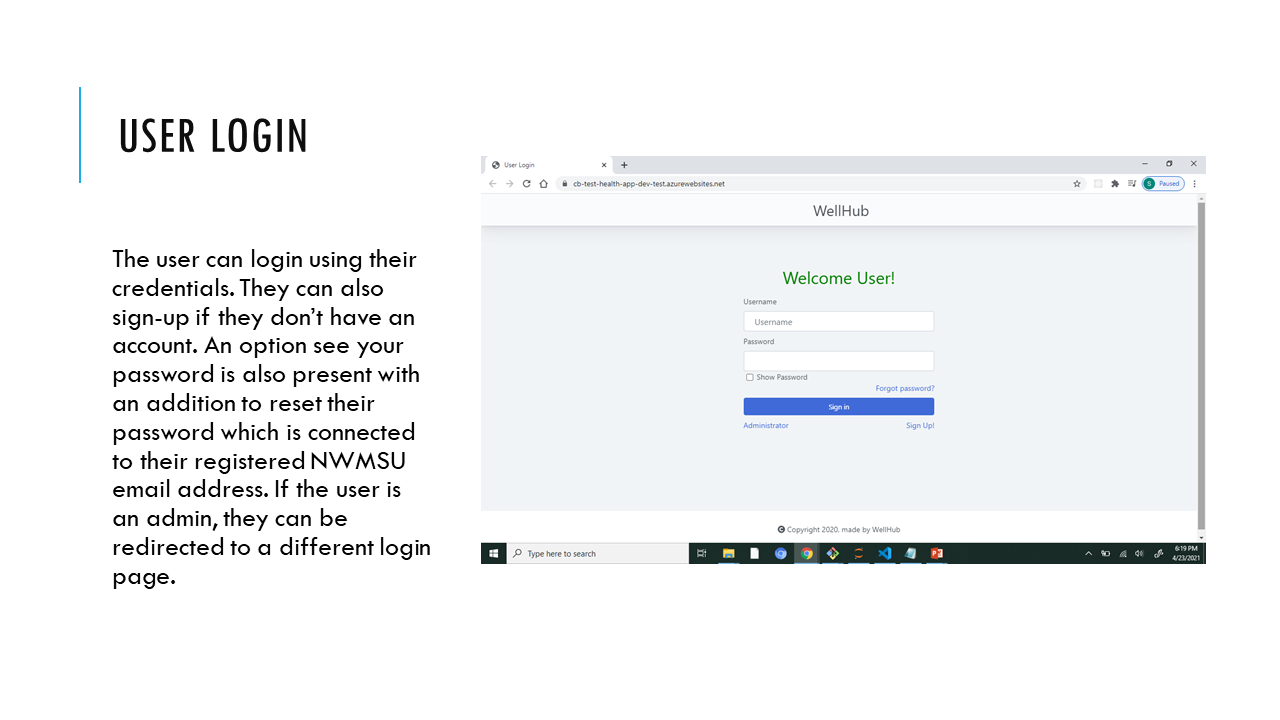 USER LOGIN
The user can login using their
credentials. They can also
sign-up if they don't have an
account. An option see your
password is also present with
an addition to reset their
password which is connected
to their registered NWMSU
email address. If the user is
an admin, they can be
redirected to a different login
page.
User Login
cb-test-health-app-dev-test.azurewebsites.net
S Paused
WellHub
Welcome User!
Username
Username
Password
Show Password
Forgot password?
Sign in
Administrator Sign Up!
Copyright 2020. made by WellHub
Type here to search
6:19 PM
4/23/2021